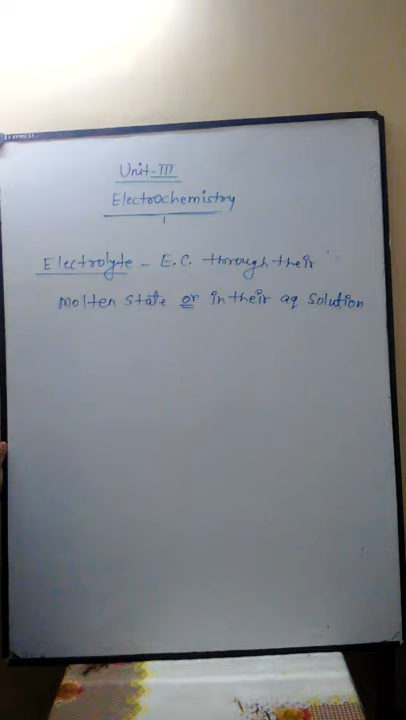 Unit-III
Electrochemistry
Electrolyte - E.C. through their
Molten state or in their aq solution